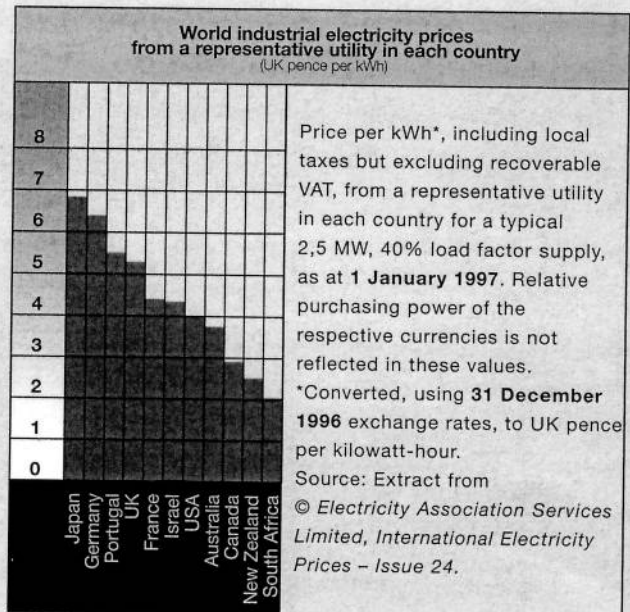 World industrial electricity prices
from a representative utility in each country
(UK pence per kWh)
8
7
6
5
4
3
2
1
0
Japan
Germany
Portugal
UK
France
Israel
USA
Australia
Canada
New Zealand
South Africa
Price per kWh*, including local
taxes but excluding recoverable
VAT, from a representative utility
in each country for a typical
2,5 MW, 40% load factor supply,
as at 1 January 1997. Relative
purchasing power of the
respective currencies is not
reflected in these values.
*Converted, using 31 December
1996 exchange rates, to UK pence
per kilowatt-hour.
Source: Extract from
© Electricity Association Services
Limited, International Electricity
Prices – Issue 24.